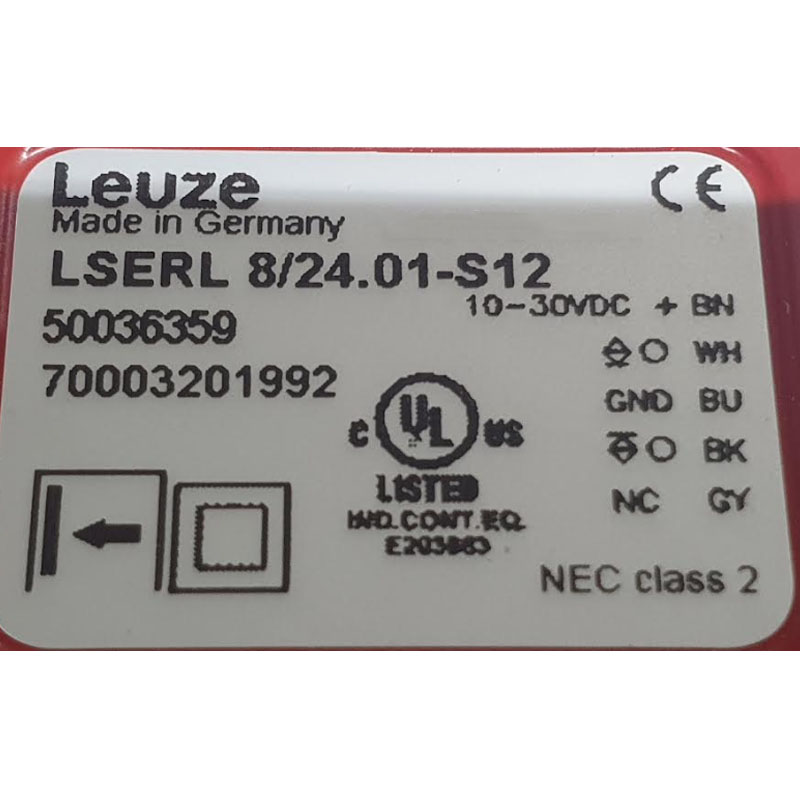 Leuze
CE
Made in Germany
LSERL 8/24.01-S12
10-30VDC + BN
50036359
WH
70003201992
GND BU
C UL US
BK
LISTED
NC GY
IND.CONT.EQ.
NEC class 2